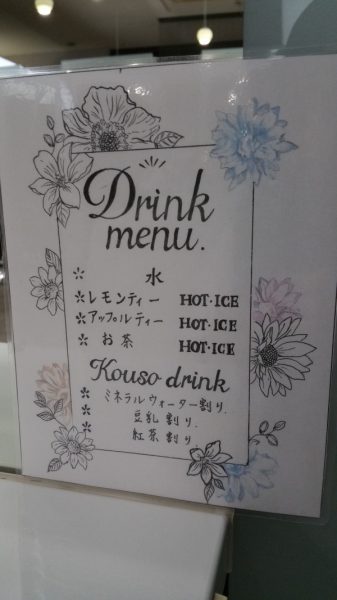 Drink
menu.
* 水
* レモンティー HOT・ICE
* アップルティー HOT・ICE
* お茶 HOT・ICE
Kouso drink
* ミネラルウォーター割り.
* 豆乳割り.
* 紅茶割り.